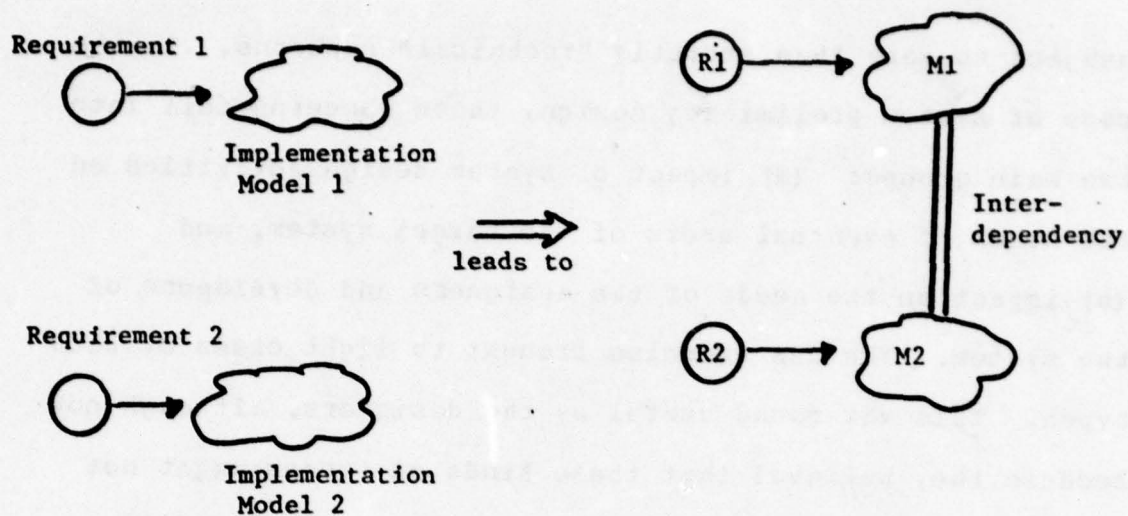 Requirement 1
Implementation
Model 1
Requirement 2
Implementation
Model 2
leads to
R1
M1
Inter-
dependency
R2
M2